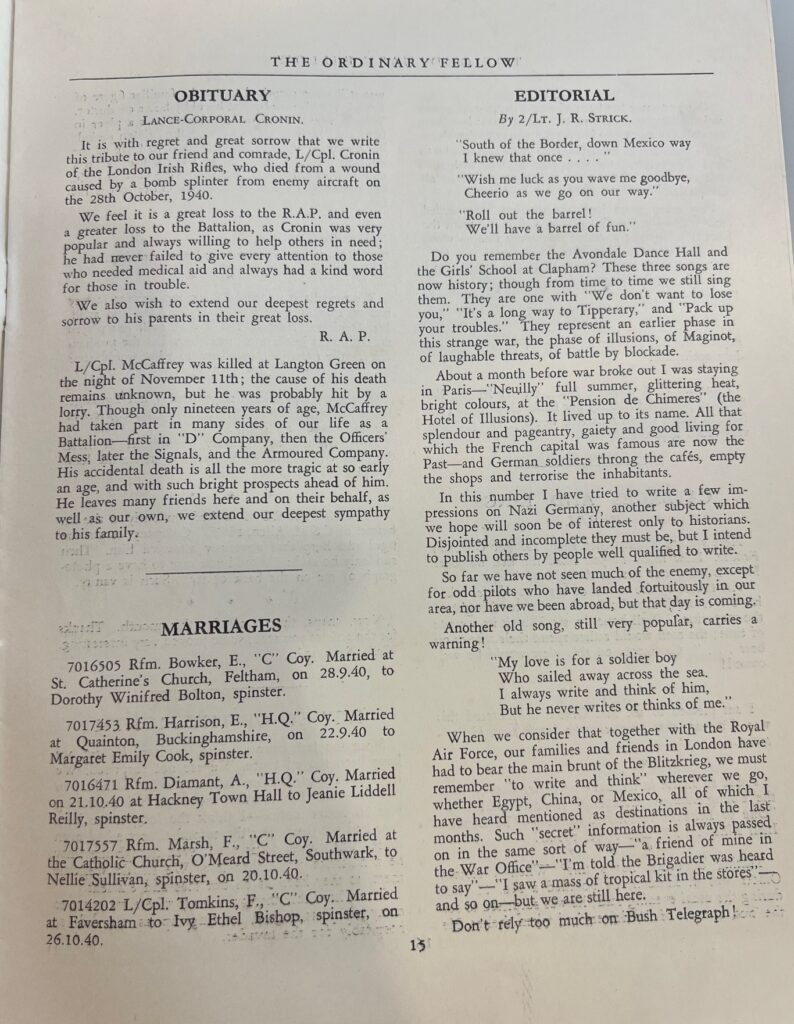 THE ORDINARY FELLOW
OBITUARY
LANCE-CORPORAL CRONIN.
It is with regret and great sorrow that we write
this tribute to our friend and comrade, L/Cpl. Cronin
of the London Irish Rifles, who died from a wound
caused by a bomb splinter from enemy aircraft on
the 28th October, 1940.
We feel it is a great loss to the R.A.P. and even
a greater loss to the Battalion, as Cronin was very
popular and always willing to help others in need;
he had never failed to give every attention to those
who needed medical aid and always had a kind word
for those in trouble.
We also wish to extend our deepest regrets and
sorrow to his parents in their great loss.
R. A. P.
L/Cpl. McCaffrey was killed at Langton Green on
the night of November 11th; the cause of his death
remains unknown, but he was probably hit by a
lorry. Though only nineteen years of age, McCaffrey
had taken part in many sides of our life as a
Battalion—first in "D" Company, then the Officers'
Mess, later the Signals, and the Armoured Company.
His accidental death is all the more tragic at so early
an age, and with such bright prospects ahead of him.
He leaves many friends here and on their behalf, as
well as our own, we extend our deepest sympathy
to his family.
MARRIAGES
7016505 Rfm. Bowker, E., "C" Coy. Married at
St. Catherine's Church, Feltham, on 28.9.40, to
Dorothy Winifred Bolton, spinster.
7017453 Rfm. Harrison, E., "H.Q." Coy. Married
at Quainton, Buckinghamshire, on 22.9.40 to
Margaret Emily Cook, spinster.
7016471 Rfm. Diamant, A., "H.Q." Coy. Married
on 21.10.40 at Hackney Town Hall to Jeanie Liddell
Reilly, spinster.
7017557 Rfm. Marsh, F., "C" Coy. Married at
the Catholic Church, O'Meard Street, Southwark, to
Nellie Sullivan, spinster, on 20.10.40.
7014202 L/Cpl. Tomkins, F., "C" Coy. Married
at Faversham to Ivy Ethel Bishop, spinster, on
26.10.40.
EDITORIAL
By 2/LT. J. R. STRICK.
"South of the Border, down Mexico way
I knew that once . . . . "
"Wish me luck as you wave me goodbye,
Cheerio as we go on our way."
"Roll out the barrel!
We'll have a barrel of fun."
Do you remember the Avondale Dance Hall and
the Girls' School at Clapham? These three songs are
now history; though from time to time we still sing
them. They are one with "We don't want to lose
you," "It's a long way to Tipperary," and "Pack up
your troubles." They represent an earlier phase in
this strange war, the phase of illusions, of Maginot,
of laughable threats, of battle by blockade.
About a month before war broke out I was staying
in Paris—"Neuilly" full summer, glittering heat,
bright colours, at the "Pension de Chimeres" (the
Hotel of Illusions). It lived up to its name. All that
splendour and pageantry, gaiety and good living for
which the French capital was famous are now the
Past—and German soldiers throng the cafés, empty
the shops and terrorise the inhabitants.
In this number I have tried to write a few im-
pressions on Nazi Germany, another subject which
we hope will soon be of interest only to historians.
Disjointed and incomplete they must be, but I intend
to publish others by people well qualified to write.
So far we have not seen much of the enemy, except
for odd pilots who have landed fortuitously in our
area, nor have we been abroad, but that day is coming.
Another old song, still very popular, carries a
warning!
"My love is for a soldier boy
Who sailed away across the sea.
I always write and think of him,
But he never writes or thinks of me."
When we consider that together with the Royal
Air Force, our families and friends in London have
had to bear the main brunt of the Blitzkrieg, we must
remember "to write and think" wherever we go,
whether Egypt, China, or Mexico, all of which I
have heard mentioned as destinations in the last
months. Such "secret" information is always passed
on in the same sort of way—"a friend of mine in
the War Office"—"I'm told the Brigadier was heard
to say"—"I saw a mass of tropical kit in the stores"—
and so on—but we are still here.
Don't rely too much on Bush Telegraph!
15